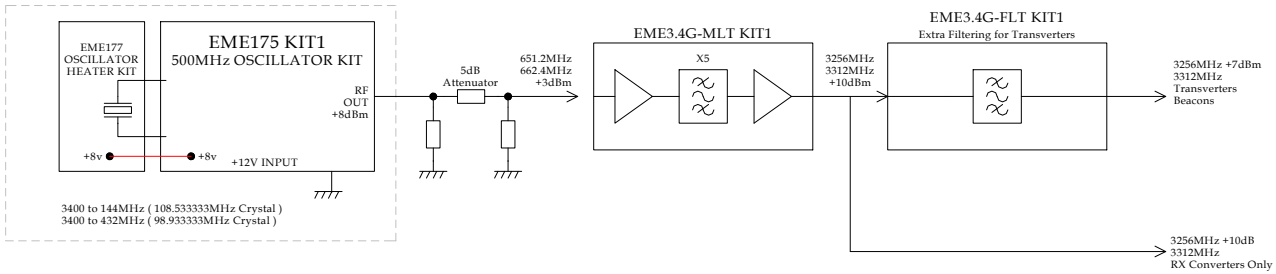 EME177
OSCILLATOR
HEATER KIT
+8v
EME175 KIT1
500MHz OSCILLATOR KIT
RF
OUT
+8dBm
+8v
+12V INPUT
3400 to 144MHz ( 108.533333MHz Crystal )
3400 to 432MHz ( 98.933333MHz Crystal )
5dB
Attenuator
651.2MHz
662.4MHz
+3dBm
EME3.4G-MLT KIT1
X5
3256MHz
3312MHz
+10dBm
EME3.4G-FLT KIT1
Extra Filtering for Transverters
3256MHz +7dBm
3312MHz
Transverters
Beacons
3256MHz +10dB
3312MHz
RX Converters Only